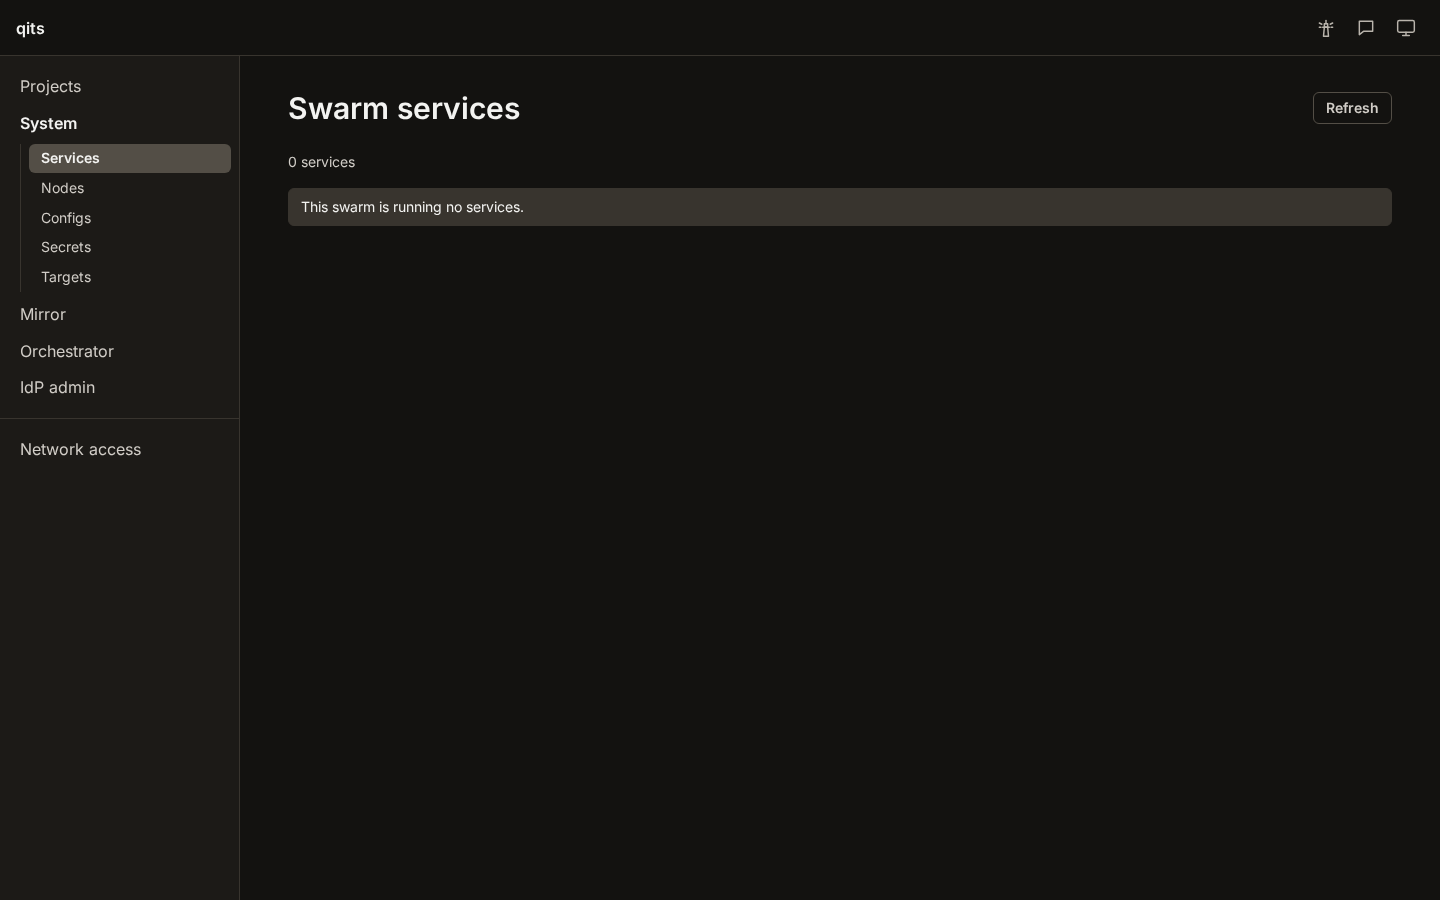 qits
Projects
System
Services
Nodes
Configs
Secrets
Targets
Mirror
Orchestrator
IdP admin
Network access
Swarm services
Refresh
0 services
This swarm is running no services.